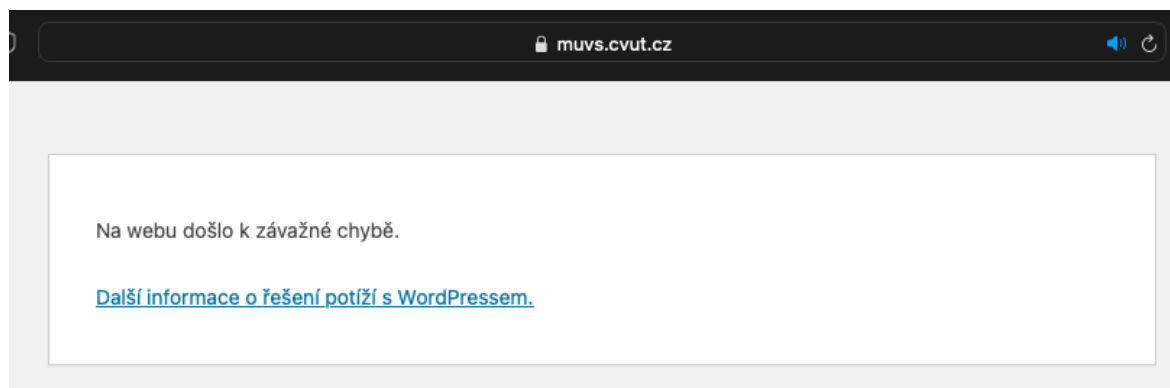 muvs.cvut.cz
Na webu došlo k závažné chybě.
Další informace o řešení potíží s WordPressem.